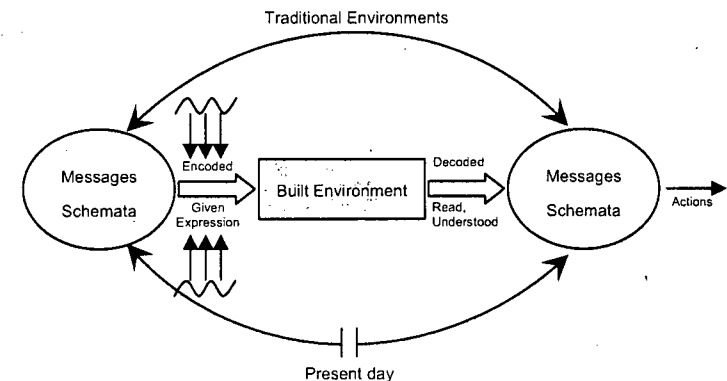 Traditional Environments
Messages
Schemata
Encoded
Given
Expression
Built Environment
Decoded
Read,
Understood
Messages
Schemata
Actions
Present day